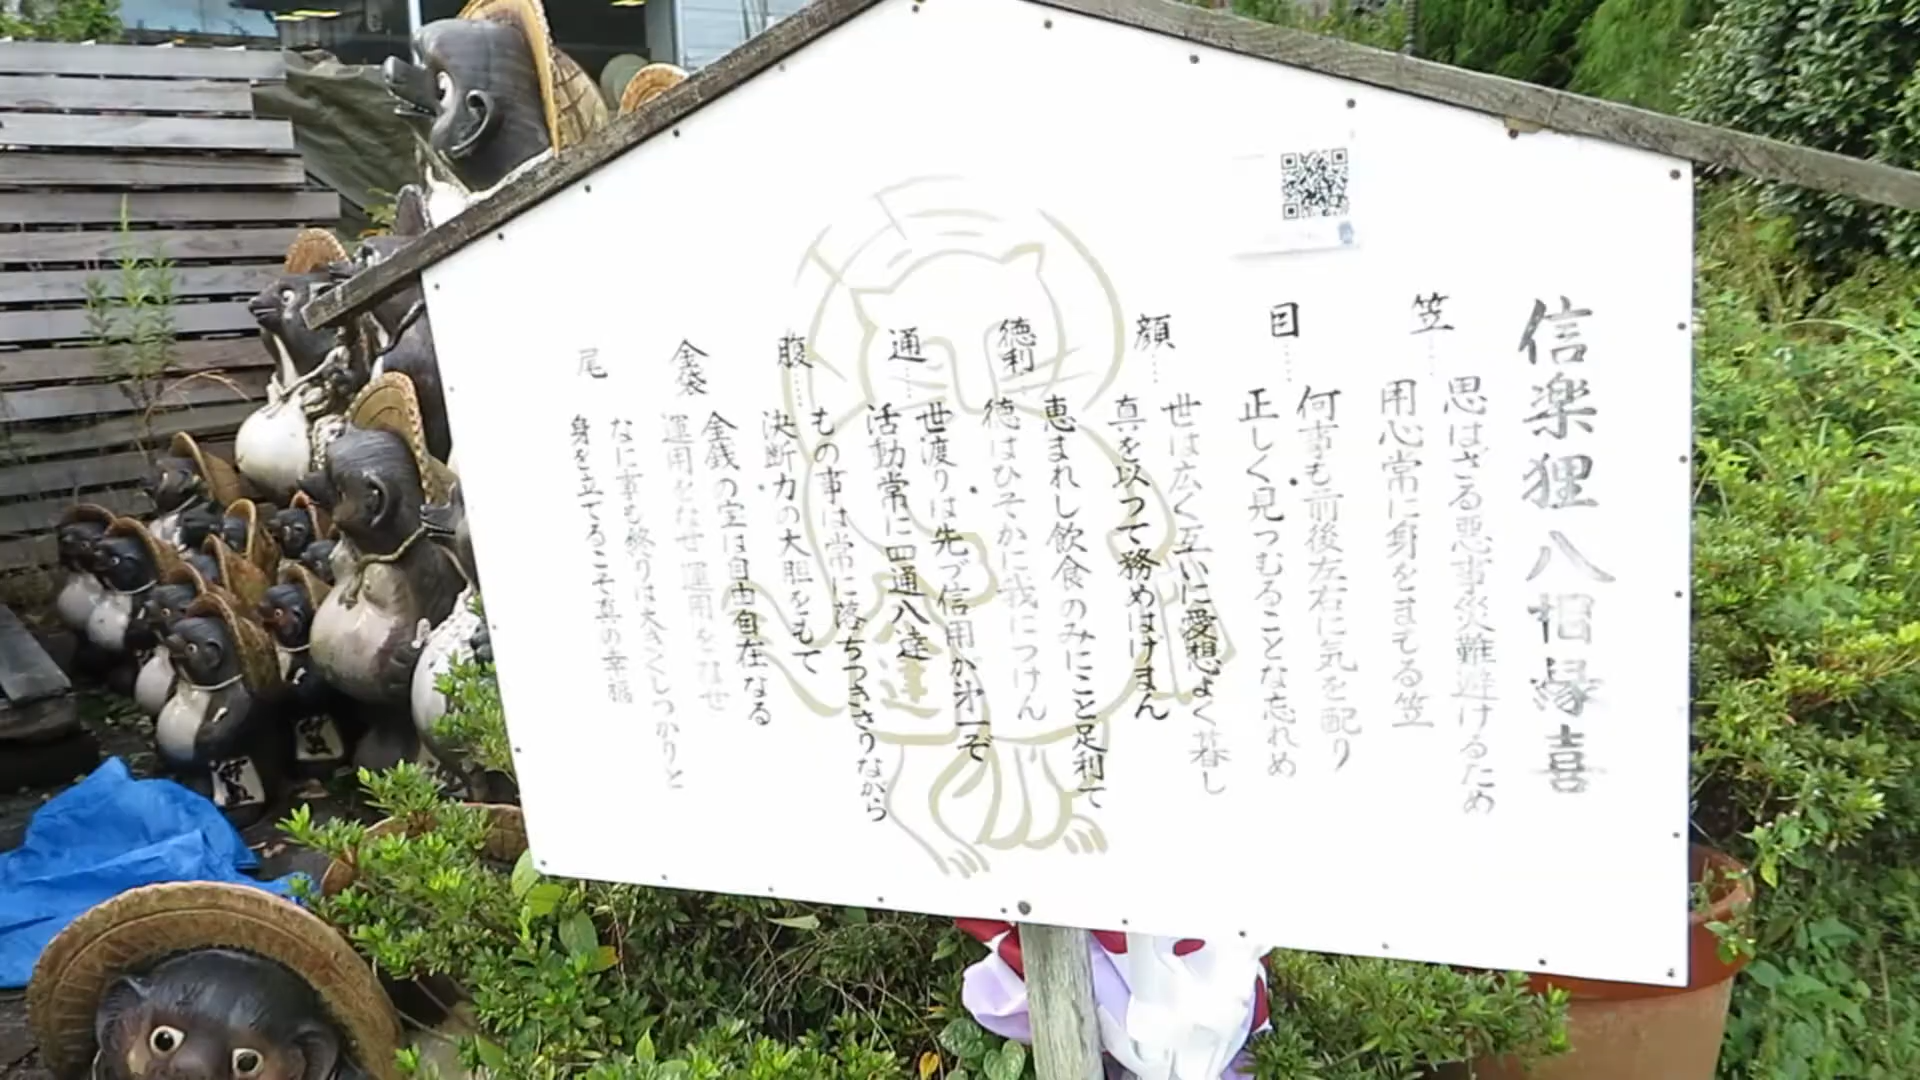 信楽狸八相縁喜
笠……思はざる悪事災難避けるため
用心常に身をまもる笠
目……何事も前後左右に気を配り
正しく見つむることな忘れめ
顔……世は広く互いに愛想よく暮し
真を以つて務めはげまん
徳利 恵まれし飲食のみにこと足利て
徳はひそかに我につけん
通……世渡りは先づ信用が第一ぞ
活動常に四通八達
腹……もの事は常に落ちつきさりながら
決断力の大胆をもて
金袋 金銭の宝は自由自在なる
運用をなせ運用をなせ
尾 なに事も終りは大きくしつかりと
身を立てるこそ真の幸福
達